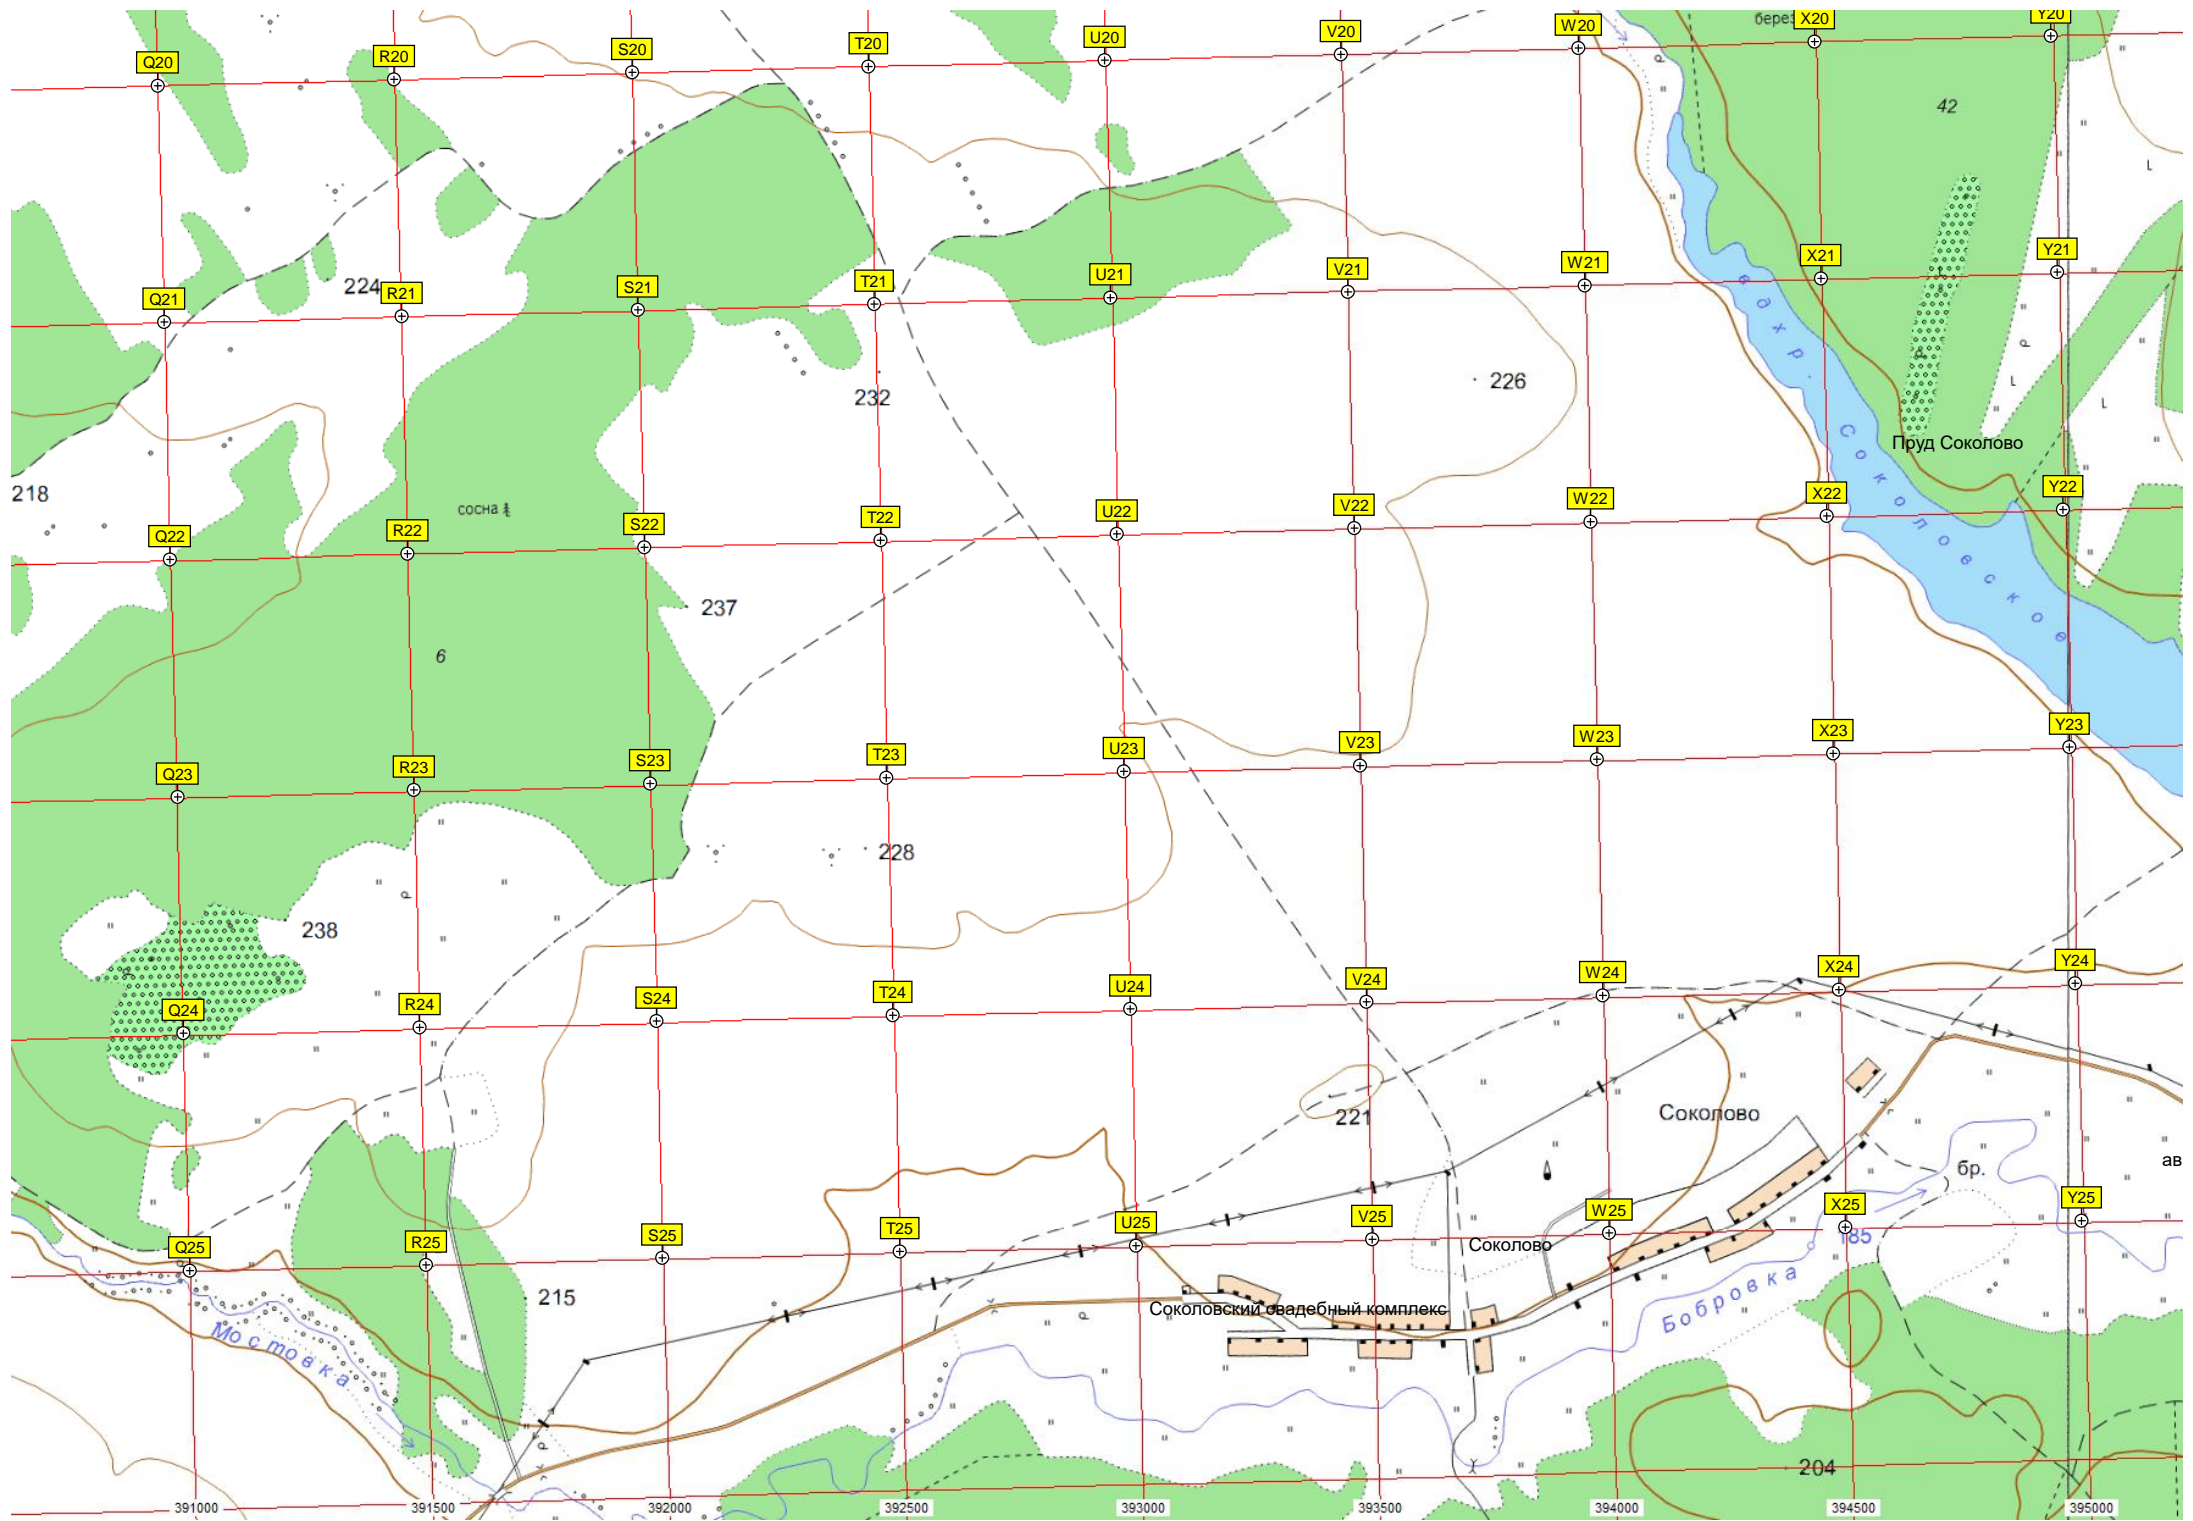 Q20 R20 S20 T20 U20 V20 W20 X20 Y20
42
Q21 224 R21 S21 T21 U21 V21 W21 X21 Y21
232
226
вдхр. Соколовское
Пруд Соколово
218
сосна
Q22 R22 S22 T22 U22 V22 W22 X22 Y22
237
6
Q23 R23 S23 T23 U23 V23 W23 X23 Y23
228
238
Q24 R24 S24 T24 U24 V24 W24 X24 Y24
221
Соколово
бр.
ав
Q25 R25 S25 T25 U25 V25 W25 X25 Y25
185
Соколово
215
Соколовский свадебный комплекс
Бобровка
Мостовка
204
391000 391500 392000 392500 393000 393500 394000 394500 395000